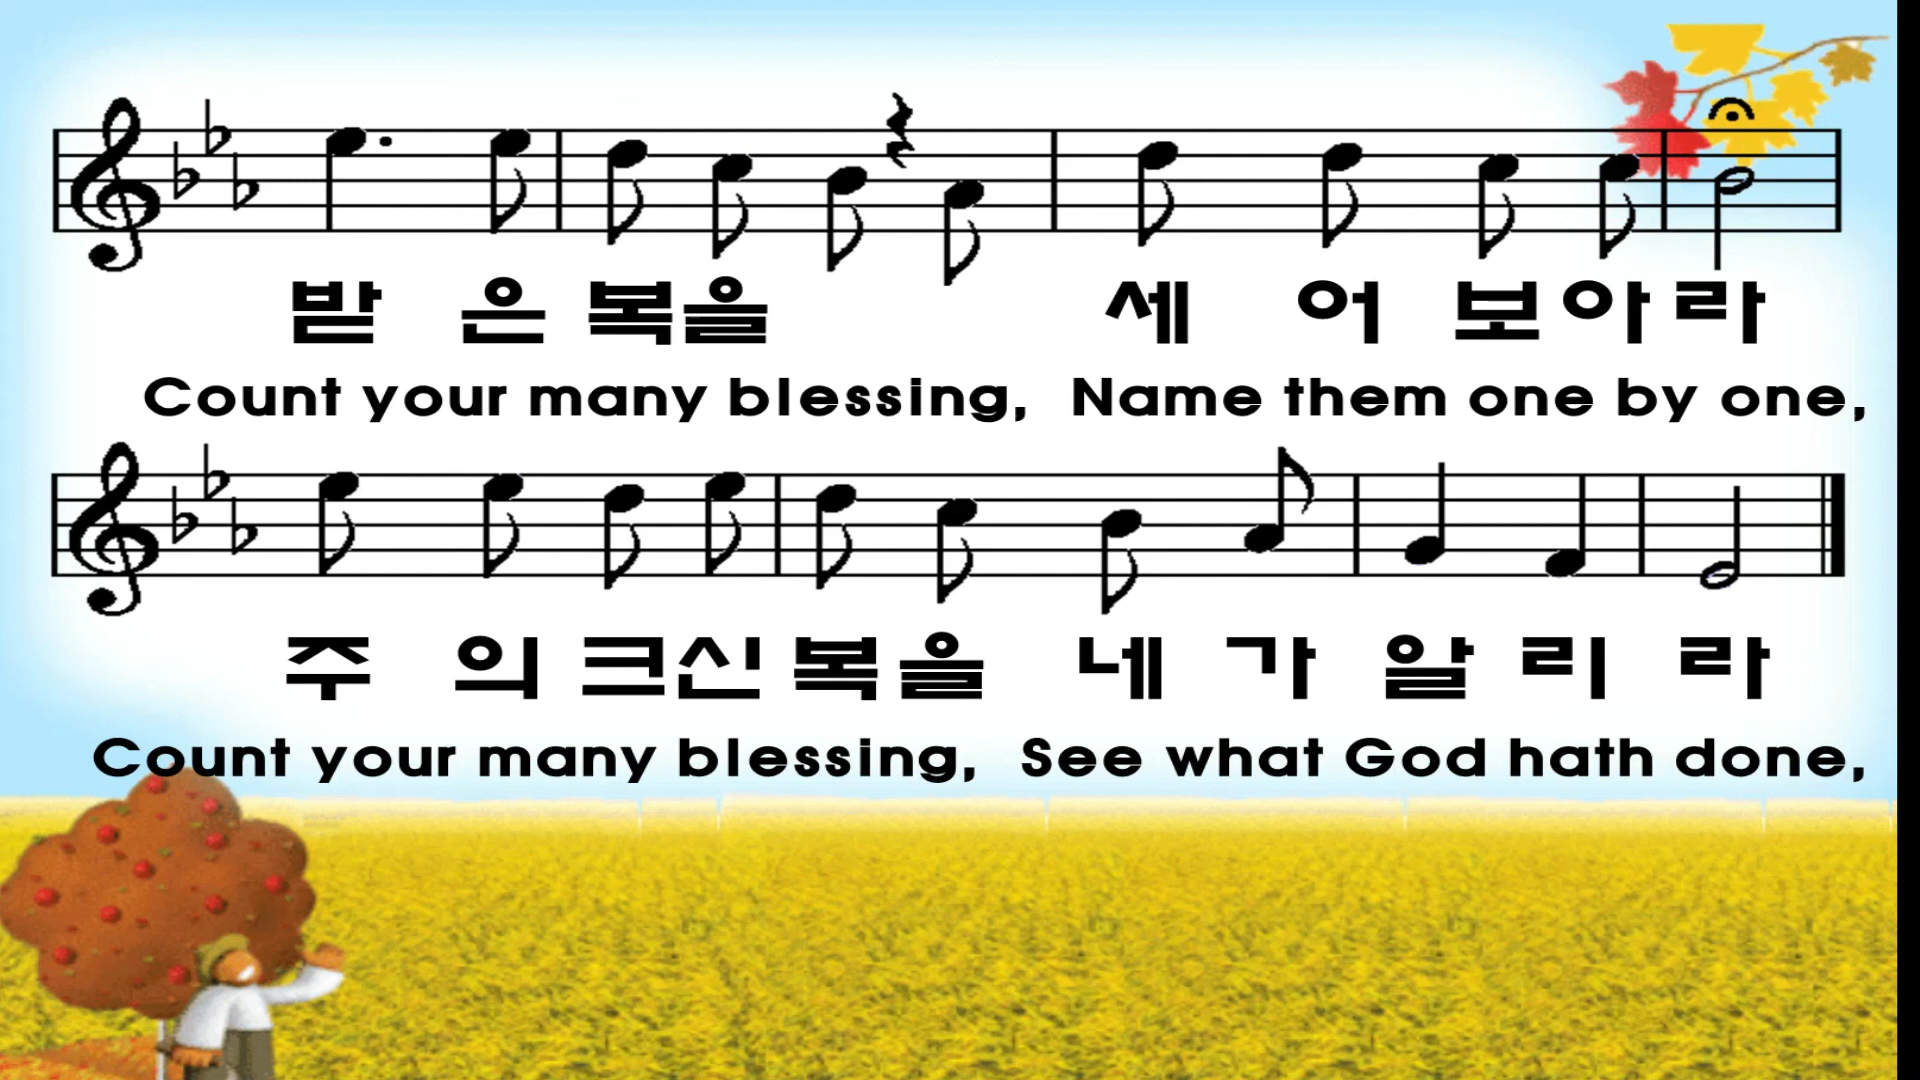 받 은 복을 세 어 보아 라
Count your many blessing, Name them one by one,
주 의 크신 복을 네 가 알 리 라
Count your many blessing, See what God hath done,